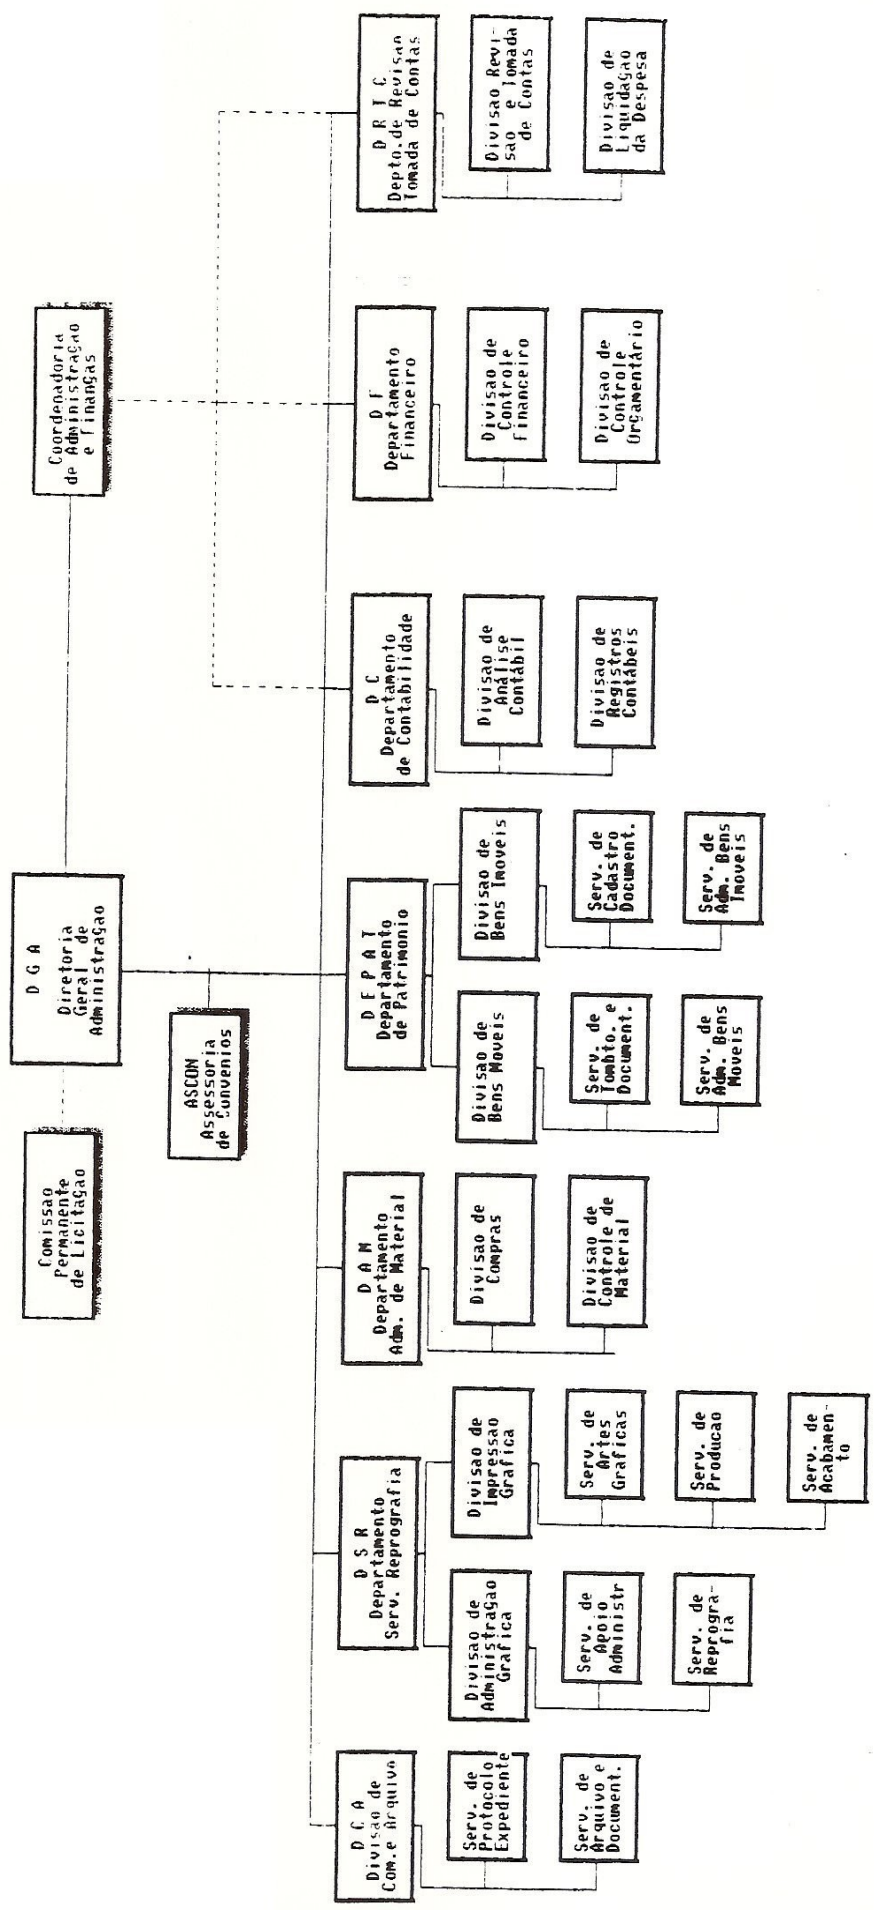 D G A
Diretoria
Geral de
Administraçao
Comissao
Permanente
de Licitaçao
Coordenadoria
de Administraçao
e Finanças
ASCON
Assessoria
de Convenios
D C A
Divisao de
Com.e Arquivo
Serv. de
Protocolo
Expediente
Serv. de
Arquivo e
Document.
D S R
Departamento
Serv. Reprografia
Divisao de
Administraçao
Grafica
Serv. de
Apoio
Administr
Serv. de
Reprogra-
fia
Divisao de
Impressao
Grafica
Serv. de
Artes
Graficas
Serv. de
Producao
Serv. de
Acabamen-
to
D A M
Departamento
Adm. de Material
Divisao de
Compras
Divisao de
Controle de
Material
D E P A T
Departamento
de Patrimonio
Divisao de
Bens Moveis
Serv. de
Tombto. e
Document.
Serv. de
Adm. Bens
Moveis
Divisao de
Bens Imoveis
Serv. de
Cadastro
Document.
Serv. de
Adm. Bens
Imoveis
D C
Departamento
de Contabilidade
Divisao de
Análise
Contábil
Divisao de
Registros
Contábeis
D F
Departamento
Financeiro
Divisao de
Controle
Financeiro
Divisao de
Controle
Orçamentário
D R T C
Depto.de Revisao
Tomada de Contas
Divisao Revi-
sao e Tomada
de Contas
Divisao de
Liquidaçao
da Despesa